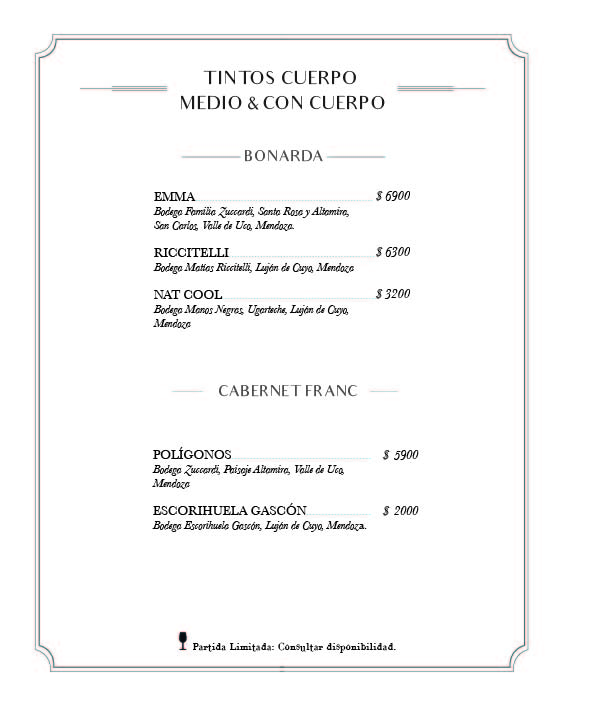 TINTOS CUERPO
MEDIO & CON CUERPO
BONARDA
EMMA $ 6900
Bodega Familia Zuccardi, Santa Rosa y Altamira,
San Carlos, Valle de Uco, Mendoza.
RICCITELLI $ 6300
Bodega Matías Riccitelli, Luján de Cuyo, Mendoza
NAT COOL $ 3200
Bodega Manos Negras, Ugarteche, Luján de Cuyo,
Mendoza
CABERNET FRANC
POLÍGONOS $ 5900
Bodega Zuccardi, Paisaje Altamira, Valle de Uco,
Mendoza
ESCORIHUELA GASCÓN $ 2000
Bodega Escorihuela Gascón, Luján de Cuyo, Mendoza.
Partida Limitada: Consultar disponibilidad.